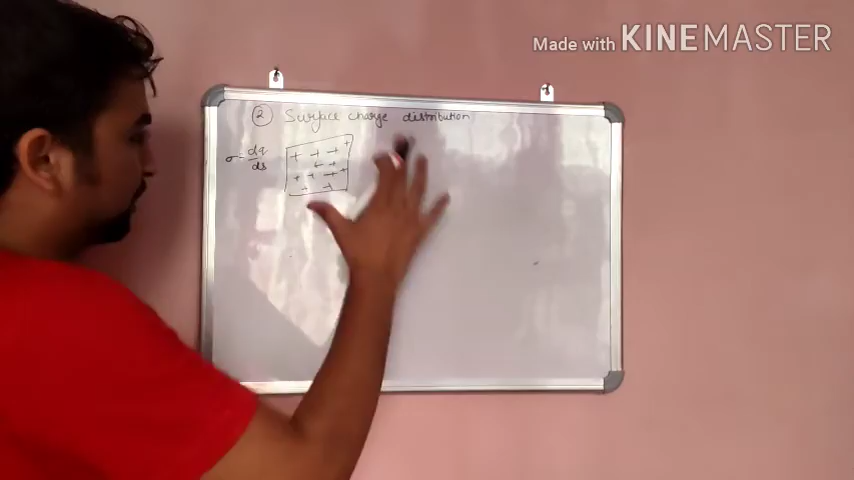 Made with KINEMASTER
② Surface charge distribution
σ = dq/ds
+ + + +
+ +
+ + + +
+ +